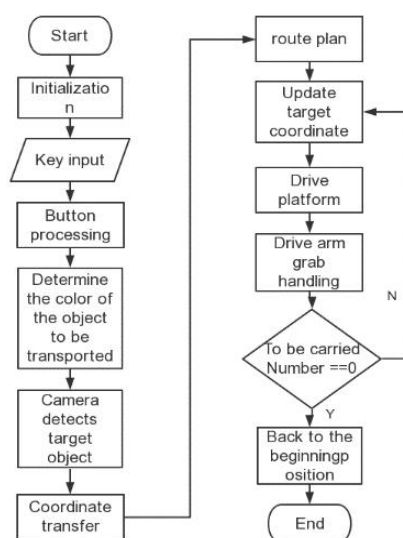 Start
Initializatio
n
Key input
Button
processing
Determine
the color of
the object
to be
transported
Camera
detects
target
object
Coordinate
transfer
route plan
Update
target
coordinate
Drive
platform
Drive arm
grab
handling
N
To be carried
Number ==0
Y
Back to the
beginningp
osition
End